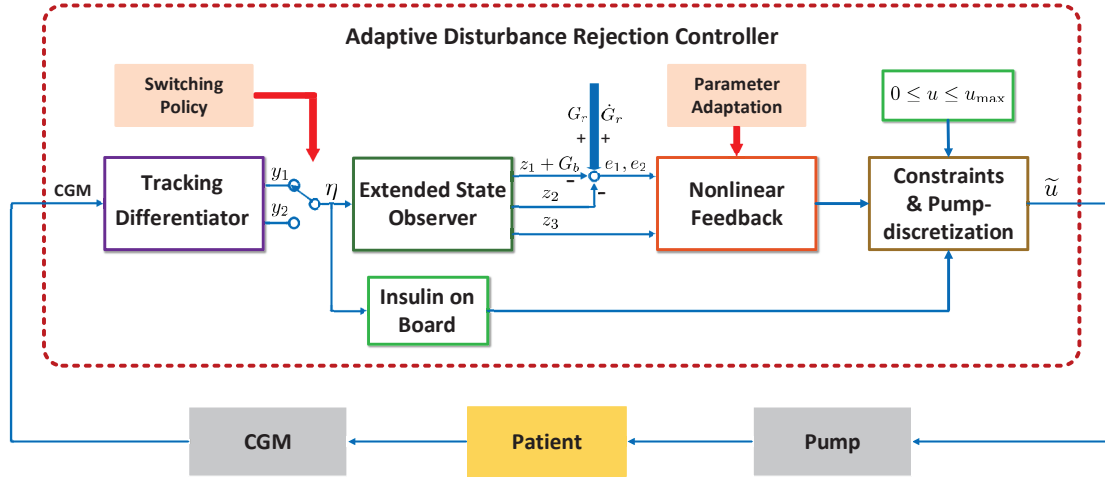 Adaptive Disturbance Rejection Controller
Switching
Policy
Parameter
Adaptation
0 ≤ u ≤ u_max
G_r
Ġ_r
+
+
CGM
Tracking
Differentiator
y_1
y_2
η
Extended State
Observer
z_1 + G_b
z_2
z_3
-
-
e_1, e_2
Nonlinear
Feedback
Constraints
& Pump-
discretization
ũ
Insulin on
Board
CGM
Patient
Pump